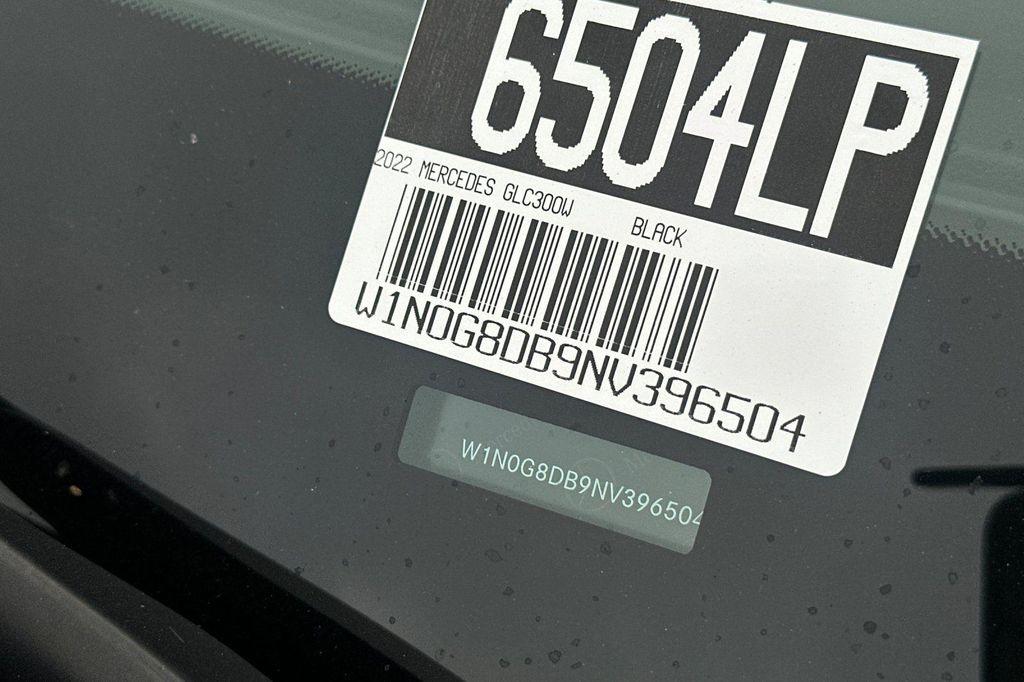 6504LP
2022 MERCEDES GLC300W BLACK
W1N0G8DB9NV396504
W1N0G8DB9NV396504